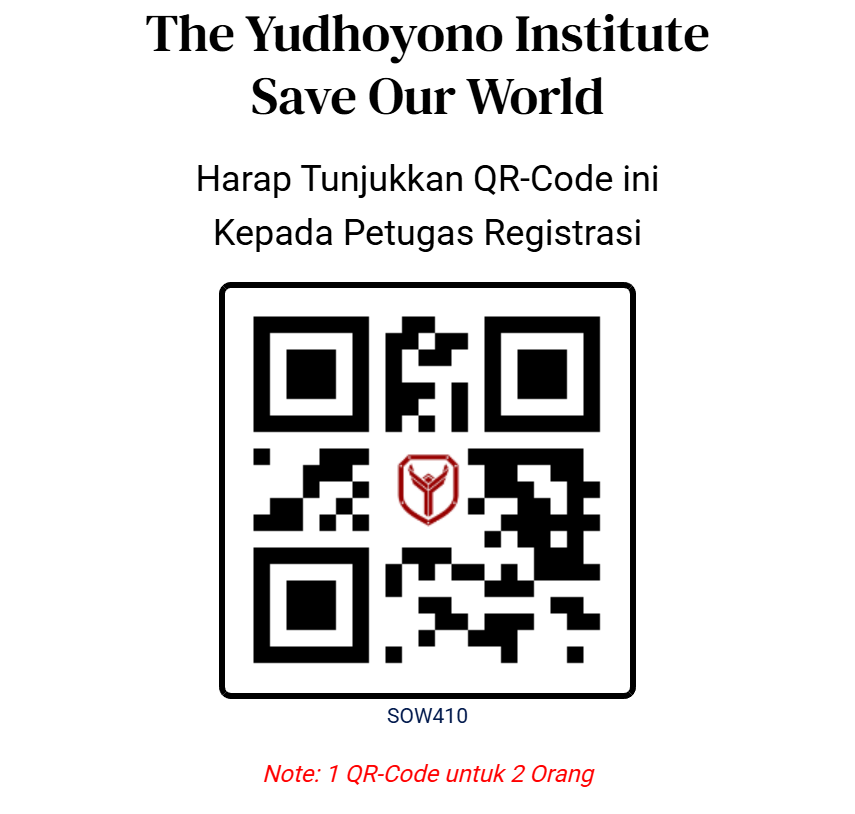 The Yudhoyono Institute
Save Our World
Harap Tunjukkan QR-Code ini
Kepada Petugas Registrasi
SOW410
Note: 1 QR-Code untuk 2 Orang